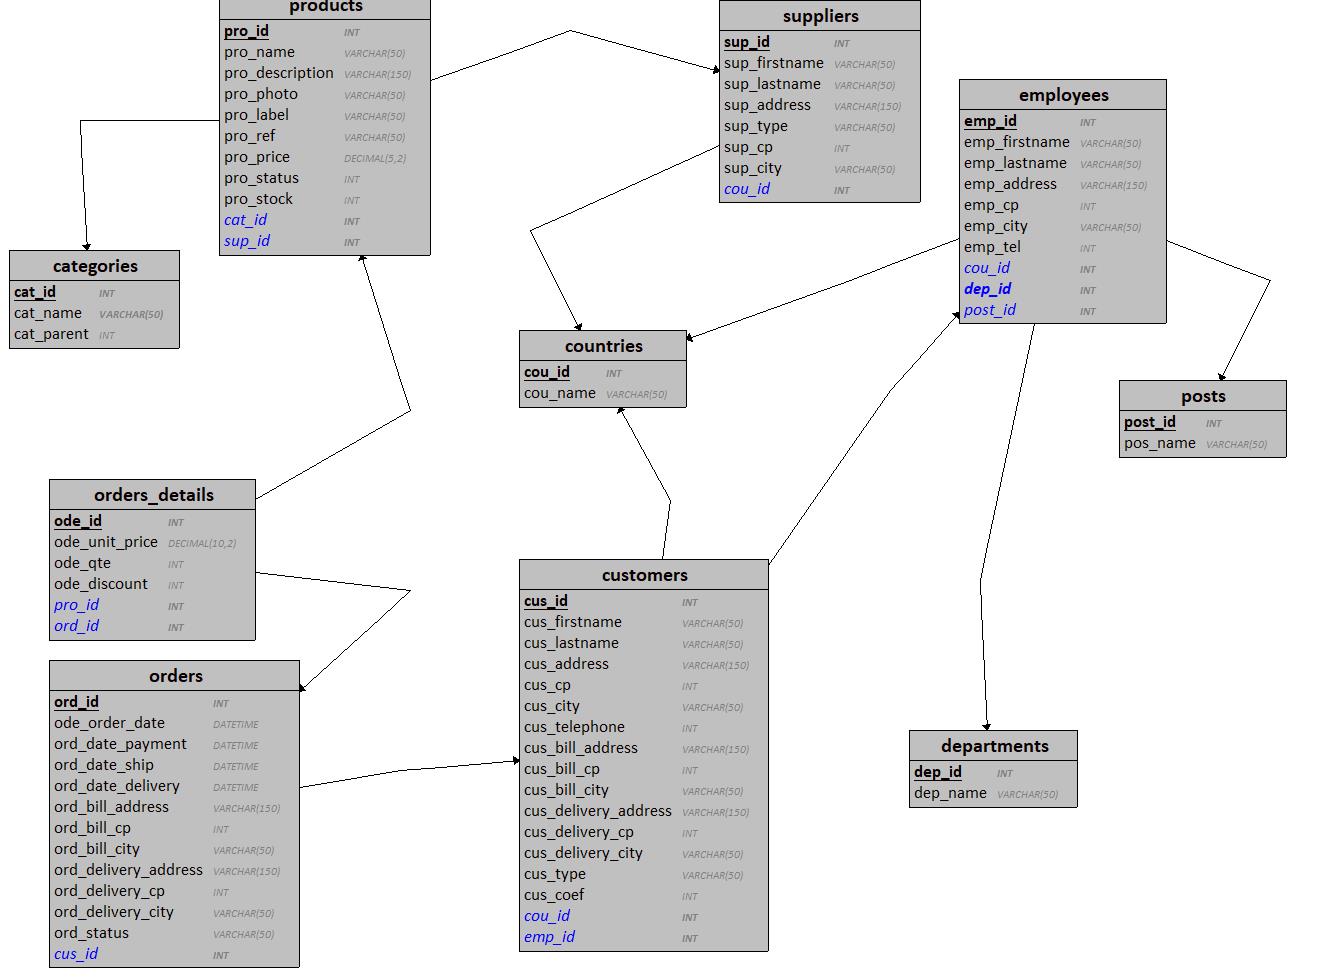 products
pro_id INT
pro_name VARCHAR(50)
pro_description VARCHAR(150)
pro_photo VARCHAR(50)
pro_label VARCHAR(50)
pro_ref VARCHAR(50)
pro_price DECIMAL(5,2)
pro_status INT
pro_stock INT
cat_id INT
sup_id INT
suppliers
sup_id INT
sup_firstname VARCHAR(50)
sup_lastname VARCHAR(50)
sup_address VARCHAR(150)
sup_type VARCHAR(50)
sup_cp INT
sup_city VARCHAR(50)
cou_id INT
employees
emp_id INT
emp_firstname VARCHAR(50)
emp_lastname VARCHAR(50)
emp_address VARCHAR(150)
emp_cp INT
emp_city VARCHAR(50)
emp_tel INT
cou_id INT
dep_id INT
post_id INT
categories
cat_id INT
cat_name VARCHAR(50)
cat_parent INT
countries
cou_id INT
cou_name VARCHAR(50)
posts
post_id INT
pos_name VARCHAR(50)
orders_details
ode_id INT
ode_unit_price DECIMAL(10,2)
ode_qte INT
ode_discount INT
pro_id INT
ord_id INT
customers
cus_id INT
cus_firstname VARCHAR(50)
cus_lastname VARCHAR(50)
cus_address VARCHAR(150)
cus_cp INT
cus_city VARCHAR(50)
cus_telephone INT
cus_bill_address VARCHAR(150)
cus_bill_cp INT
cus_bill_city VARCHAR(50)
cus_delivery_address VARCHAR(150)
cus_delivery_cp INT
cus_delivery_city VARCHAR(50)
cus_type VARCHAR(50)
cus_coef INT
cou_id INT
emp_id INT
orders
ord_id INT
ode_order_date DATETIME
ord_date_payment DATETIME
ord_date_ship DATETIME
ord_date_delivery DATETIME
ord_bill_address VARCHAR(150)
ord_bill_cp INT
ord_bill_city VARCHAR(50)
ord_delivery_address VARCHAR(150)
ord_delivery_cp INT
ord_delivery_city VARCHAR(50)
ord_status VARCHAR(50)
cus_id INT
departments
dep_id INT
dep_name VARCHAR(50)